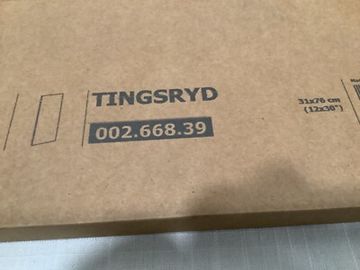 TINGSRYD
002.668.39
31x76 cm
(12x30")